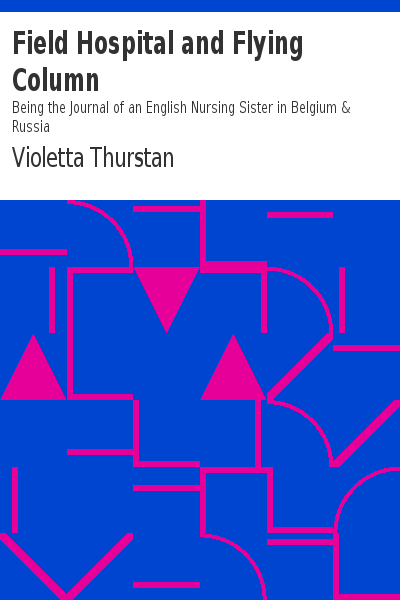 Field Hospital and Flying
Column
Being the Journal of an English Nursing Sister in Belgium &
Russia
Violetta Thurstan